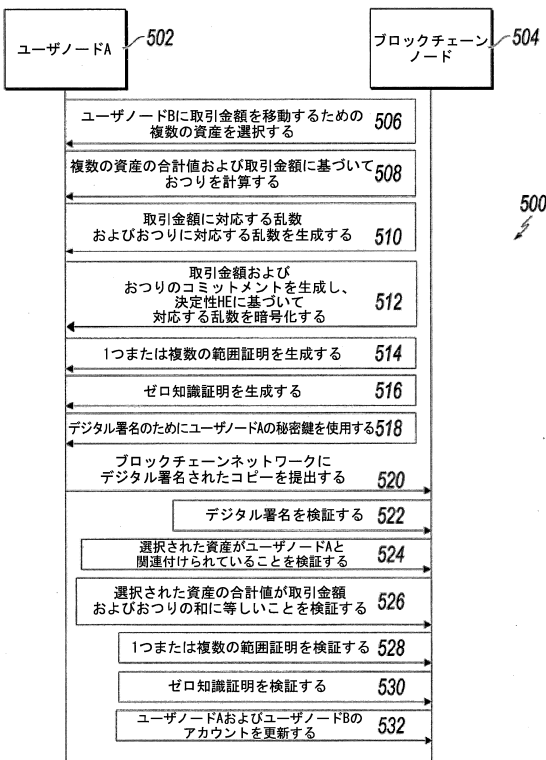 ユーザノードA
502
ブロックチェーン
ノード
504
ユーザノードBに取引金額を移動するための
複数の資産を選択する
506
複数の資産の合計値および取引金額に基づいて
おつりを計算する
508
500
取引金額に対応する乱数
およびおつりに対応する乱数を生成する
510
取引金額および
おつりのコミットメントを生成し、
決定性HEに基づいて
対応する乱数を暗号化する
512
1つまたは複数の範囲証明を生成する
514
ゼロ知識証明を生成する
516
デジタル署名のためにユーザノードAの秘密鍵を使用する
518
ブロックチェーンネットワークに
デジタル署名されたコピーを提出する
520
デジタル署名を検証する
522
選択された資産がユーザノードAと
関連付けられていることを検証する
524
選択された資産の合計値が取引金額
およびおつりの和に等しいことを検証する
526
1つまたは複数の範囲証明を検証する
528
ゼロ知識証明を検証する
530
ユーザノードAおよびユーザノードBの
アカウントを更新する
532